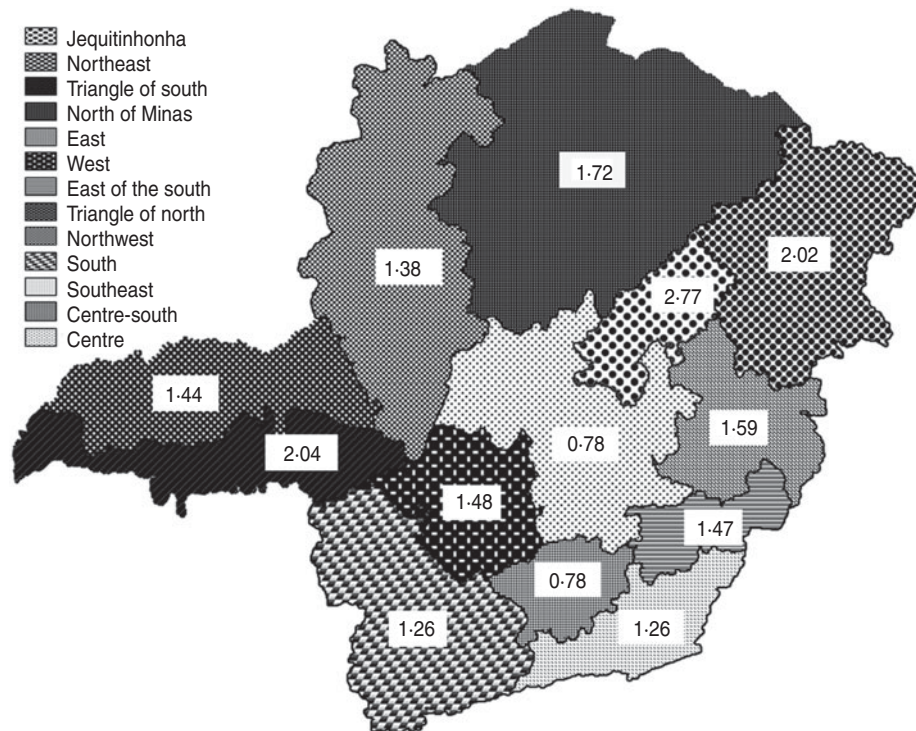 Jequitinhonha
Northeast
Triangle of south
North of Minas
East
West
East of the south
Triangle of north
Northwest
South
Southeast
Centre-south
Centre
1·72
2·02
1·38
2·77
1·44
1·59
0·78
2·04
1·48
1·47
0·78
1·26
1·26